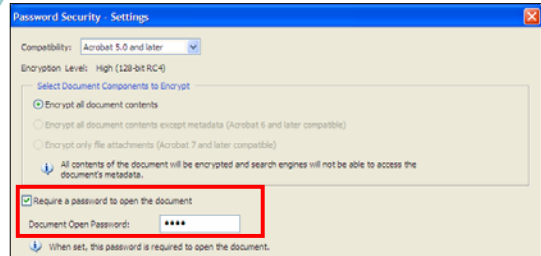 Password Security - Settings
Compatibility: Acrobat 5.0 and later
Encryption Level: High (128-bit RC4)
Select Document Components to Encrypt
Encrypt all document contents
Encrypt all document contents except metadata (Acrobat 6 and later compatible)
Encrypt only file attachments (Acrobat 7 and later compatible)
All contents of the document will be encrypted and search engines will not be able to access the
document's metadata.
Require a password to open the document
Document Open Password: ****
When set, this password is required to open the document.